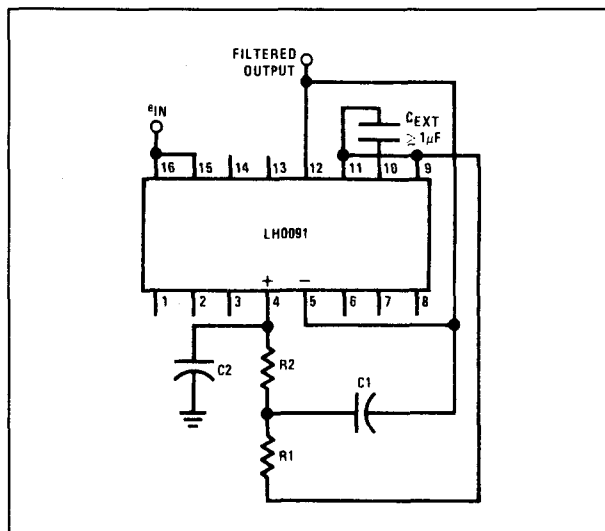 FILTERED
OUTPUT
eIN
CEXT
≥ 1µF
16 15 14 13 12 11 10 9
LH0091
+ −
1 2 3 4 5 6 7 8
C2
R2
C1
R1